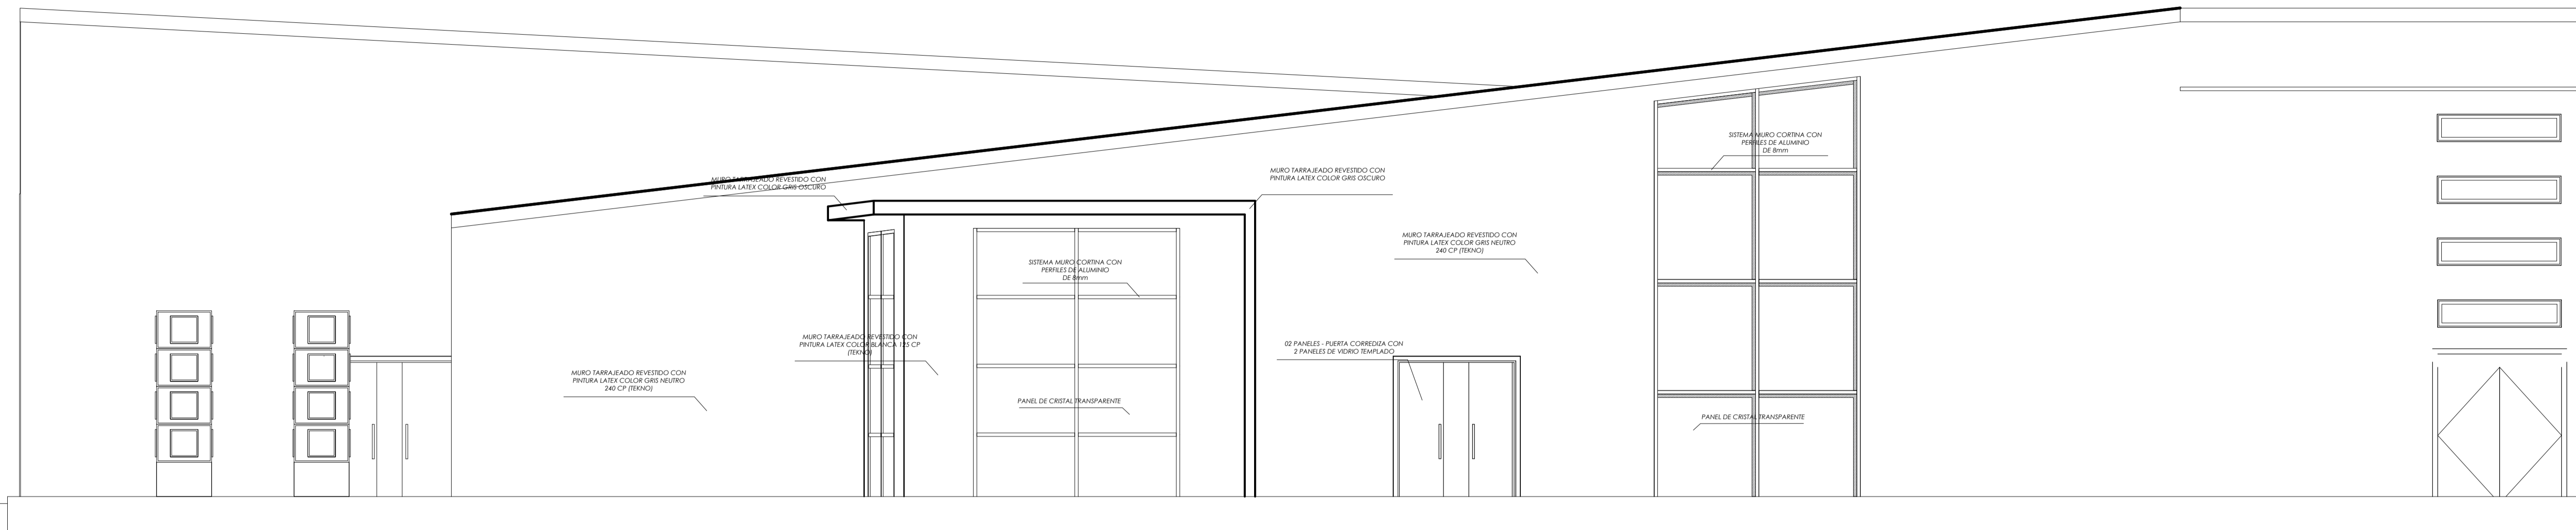 MURO TARRAJEADO REVESTIDO CON
PINTURA LATEX COLOR GRIS OSCURO
MURO TARRAJEADO REVESTIDO CON
PINTURA LATEX COLOR GRIS OSCURO
SISTEMA MURO CORTINA CON
PERFILES DE ALUMINIO
DE 8mm
MURO TARRAJEADO REVESTIDO CON
PINTURA LATEX COLOR GRIS NEUTRO
240 CP (TEKNO)
SISTEMA MURO CORTINA CON
PERFILES DE ALUMINIO
DE 8mm
MURO TARRAJEADO REVESTIDO CON
PINTURA LATEX COLOR BLANCA 125 CP
(TEKNO)
02 PANELES - PUERTA CORREDIZA CON
2 PANELES DE VIDRIO TEMPLADO
MURO TARRAJEADO REVESTIDO CON
PINTURA LATEX COLOR GRIS NEUTRO
240 CP (TEKNO)
PANEL DE CRISTAL TRANSPARENTE
PANEL DE CRISTAL TRANSPARENTE